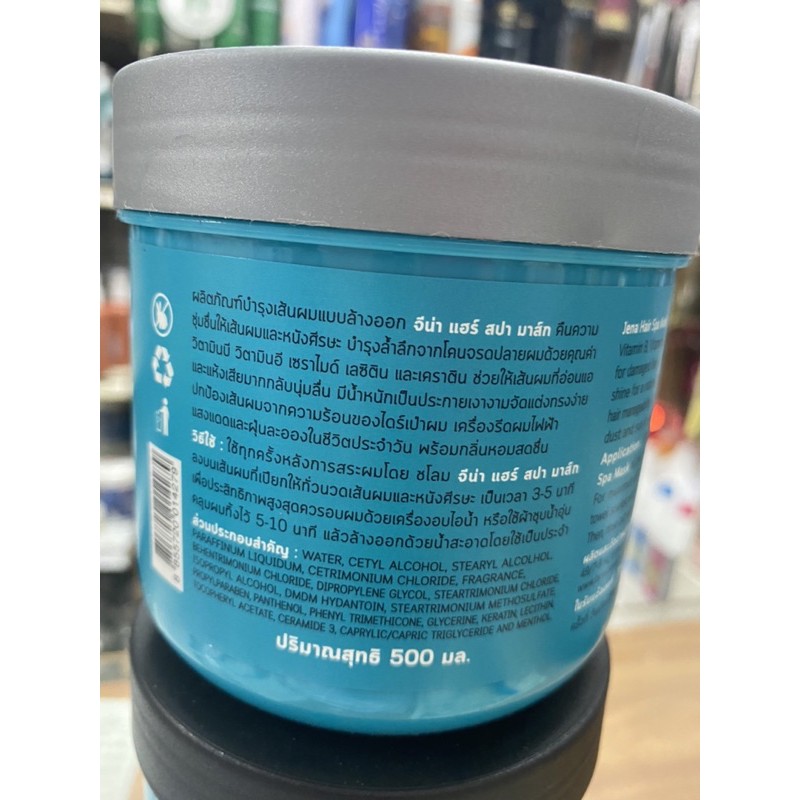 ผลิตภัณฑ์บำรุงเส้นผมแบบล้างออก จีน่า แฮร์ สปา มาส์ก คืนความ
ชุ่มชื่นให้เส้นผมและหนังศีรษะ บำรุงล้ำลึกจากโคนจรดปลายผมด้วยคุณค่า
วิตามินบี วิตามินอี เซราไมด์ เลซิติน และเคราติน ช่วยให้เส้นผมที่อ่อนแอ
และแห้งเสียมากกลับนุ่มลื่น มีน้ำหนักเป็นประกายเงางามจัดแต่งทรงง่าย
ปกป้องเส้นผมจากความร้อนของไดร์เป่าผม เครื่องรีดผมไฟฟ้า
แสงแดดและฝุ่นละอองในชีวิตประจำวัน พร้อมกลิ่นหอมสดชื่น
วิธีใช้ : ใช้ทุกครั้งหลังการสระผมโดย ชโลม จีน่า แฮร์ สปา มาส์ก
ลงบนเส้นผมที่เปียกให้ทั่วนวดเส้นผมและหนังศีรษะ เป็นเวลา 3-5 นาที
เพื่อประสิทธิภาพสูงสุดควรอบผมด้วยเครื่องอบไอน้ำ หรือใช้ผ้าชุบน้ำอุ่น
คลุมผมทิ้งไว้ 5-10 นาที แล้วล้างออกด้วยน้ำสะอาดโดยใช้เป็นประจำ
ส่วนประกอบสำคัญ : WATER, CETYL ALCOHOL, STEARYL ALCOLHOL,
PARAFFINUM LIQUIDUM, CETRIMONIUM CHLORIDE, FRAGRANCE,
BEHENTRIMONIUM CHLORIDE, DIPROPYLENE GLYCOL, STEARTRIMONIUM CHLORIDE,
ISOPROPYL ALCOHOL, DMDM HYDANTOIN, STEARTRIMONIUM METHOSULFATE,
PROPYLPARABEN, PANTHENOL, PHENYL TRIMETHICONE, GLYCERINE, KERATIN, LECITHIN,
TOCOPHERYL ACETATE, CERAMIDE 3, CAPRYLIC/CAPRIC TRIGLYCERIDE AND MENTHOL
ปริมาณสุทธิ 500 มล.
8 855720 014279
Jena Hair Spa
Vitamin B,
for damaged
shine for a
hair
dust and
Application
Spa Mask
For